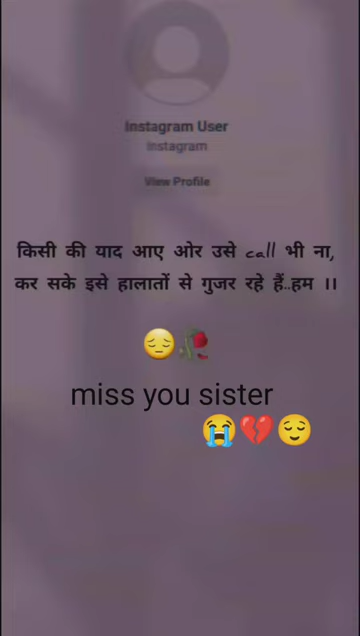 Instagram User
Instagram
View Profile
किसी की याद आए ओर उसे call भी ना,
कर सके इसे हालातों से गुजर रहे हैं..हम ।।
😔🥀
miss you sister
😭💔😌